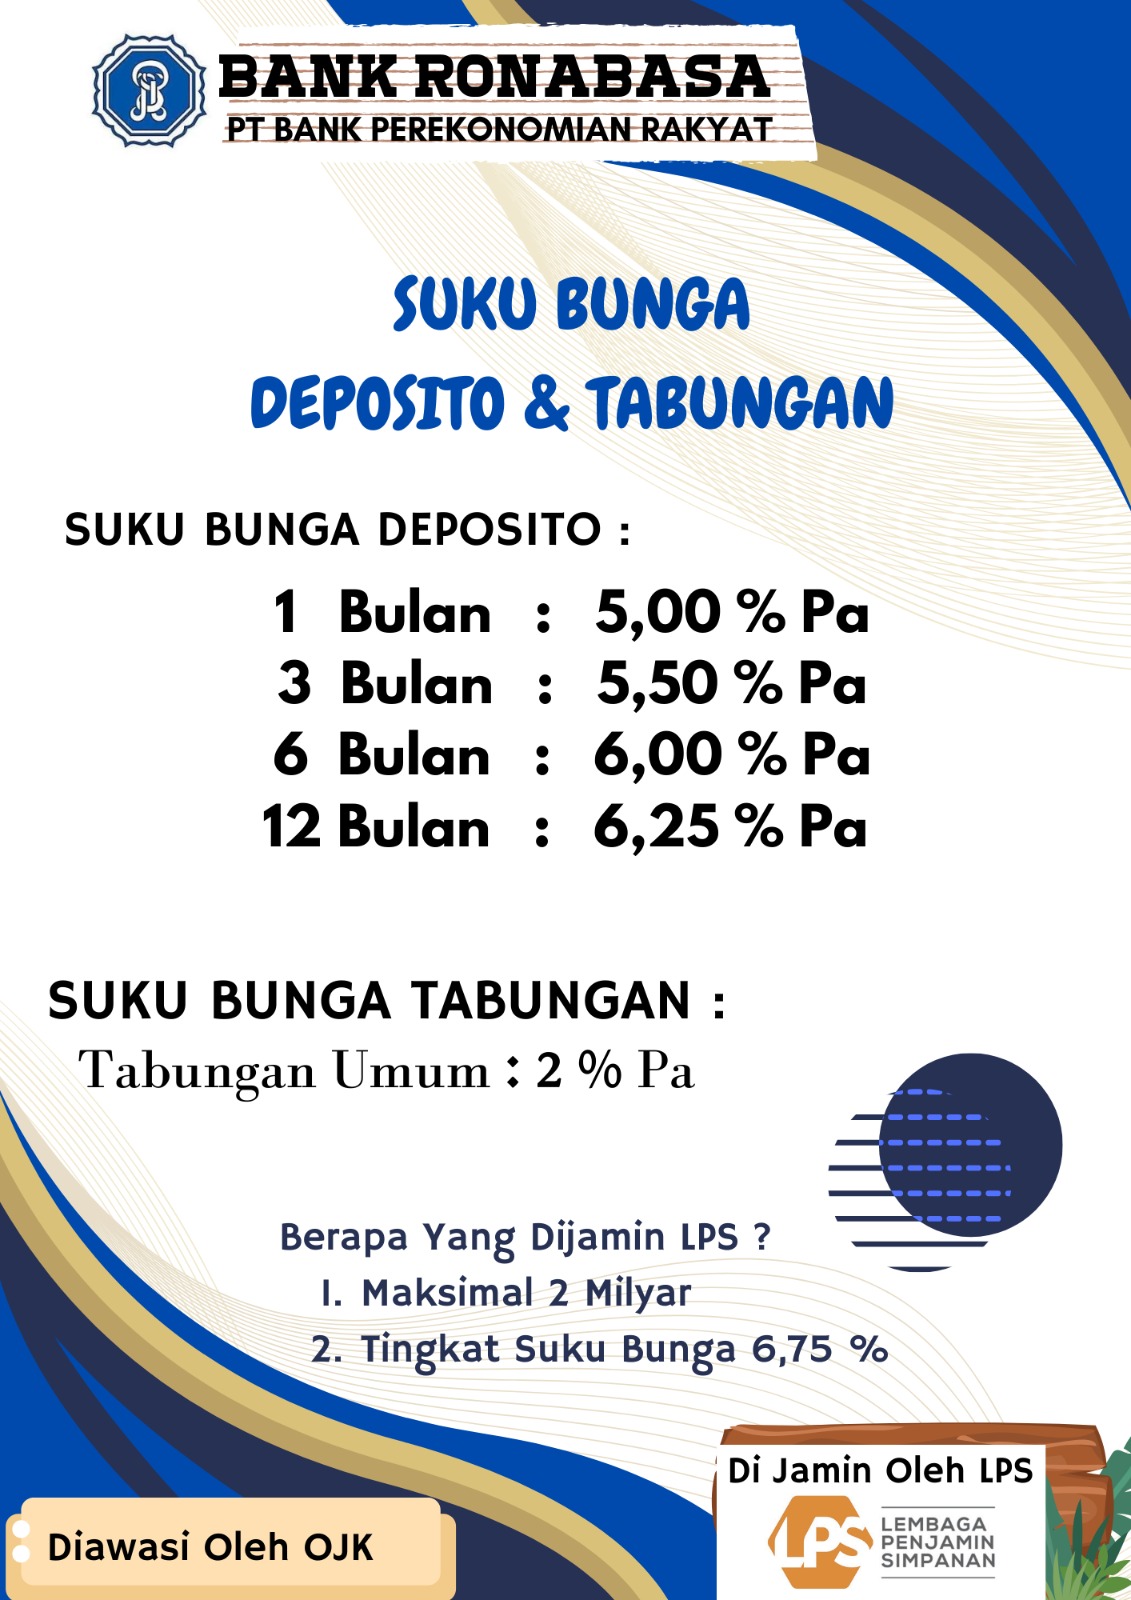 BANK RONABASA
PT BANK PEREKONOMIAN RAKYAT
SUKU BUNGA
DEPOSITO & TABUNGAN
SUKU BUNGA DEPOSITO :
1 Bulan : 5,00 % Pa
3 Bulan : 5,50 % Pa
6 Bulan : 6,00 % Pa
12 Bulan : 6,25 % Pa
SUKU BUNGA TABUNGAN :
Tabungan Umum : 2 % Pa
Berapa Yang Dijamin LPS ?
1. Maksimal 2 Milyar
2. Tingkat Suku Bunga 6,75 %
Di Jamin Oleh LPS
LPS
LEMBAGA
PENJAMIN
SIMPANAN
Diawasi Oleh OJK